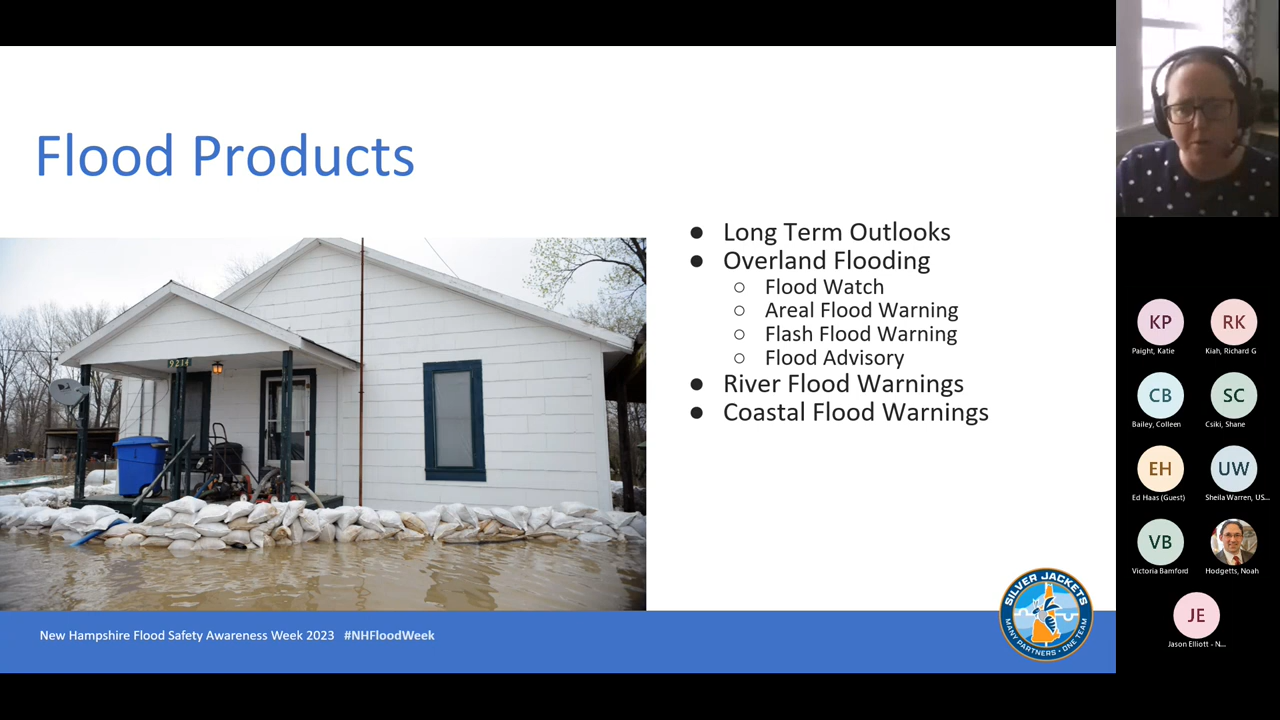 Flood Products
● Long Term Outlooks
● Overland Flooding
○ Flood Watch
○ Areal Flood Warning
○ Flash Flood Warning
○ Flood Advisory
● River Flood Warnings
● Coastal Flood Warnings
9214
SILVER JACKETS
MANY PARTNERS • ONE TEAM
New Hampshire Flood Safety Awareness Week 2023 #NHFloodWeek
KP
Paight, Katie
RK
Kiah, Richard G
CB
Bailey, Colleen
SC
Csiki, Shane
EH
Ed Haas (Guest)
UW
Sheila Warren, US...
VB
Victoria Bamford
Hodgetts, Noah
JE
Jason Elliott - N...